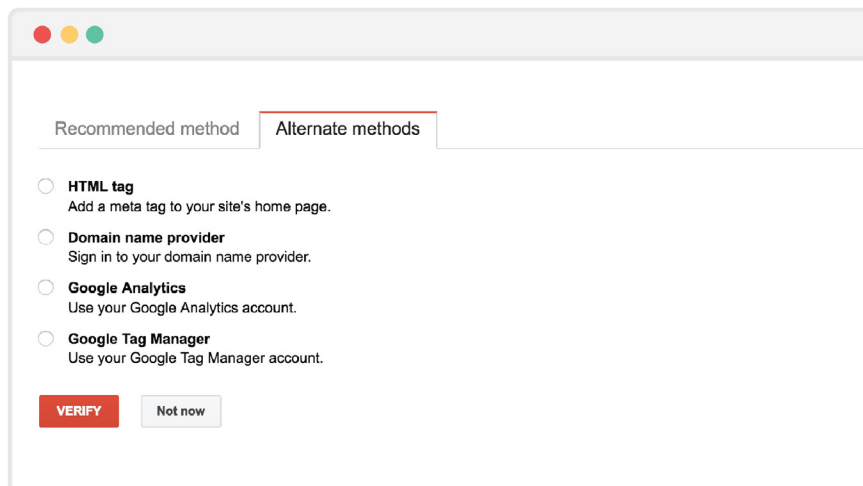 Recommended method
Alternate methods
HTML tag
Add a meta tag to your site's home page.
Domain name provider
Sign in to your domain name provider.
Google Analytics
Use your Google Analytics account.
Google Tag Manager
Use your Google Tag Manager account.
VERIFY
Not now